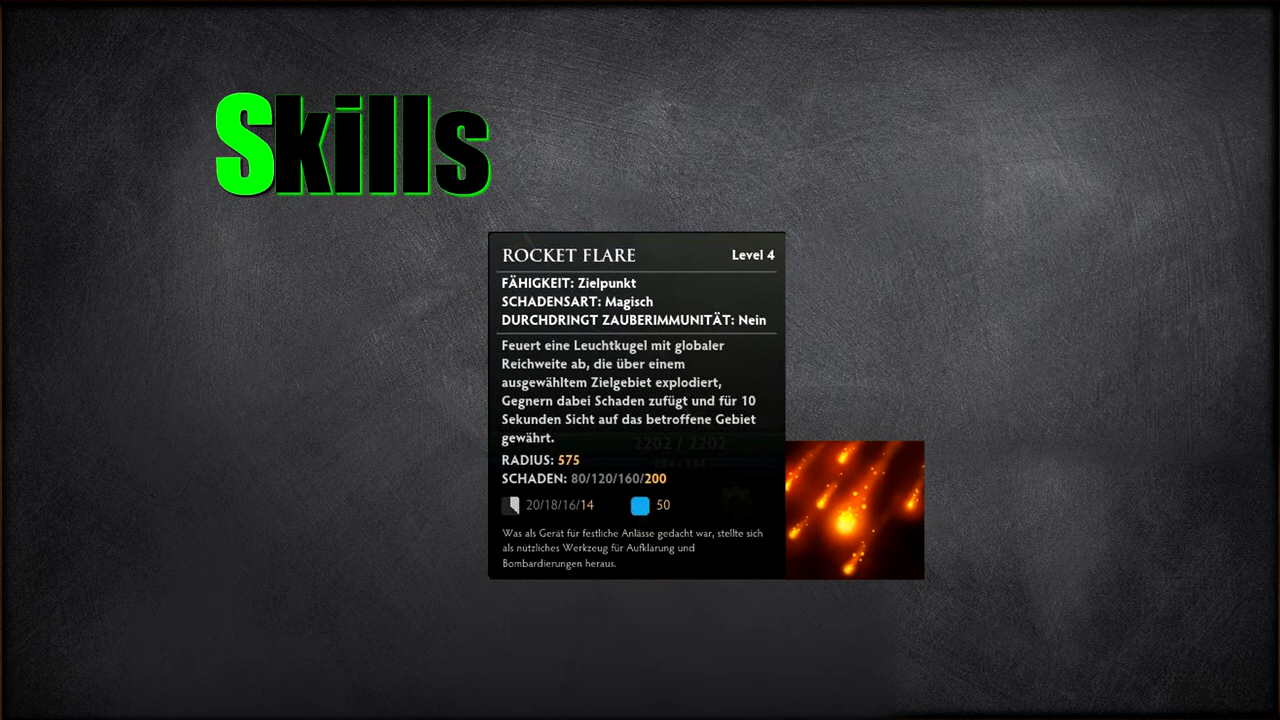 Skills
ROCKET FLARE Level 4
FÄHIGKEIT: Zielpunkt
SCHADENSART: Magisch
DURCHDRINGT ZAUBERIMMUNITÄT: Nein
Feuert eine Leuchtkugel mit globaler
Reichweite ab, die über einem
ausgewähltem Zielgebiet explodiert,
Gegnern dabei Schaden zufügt und für 10
Sekunden Sicht auf das betroffene Gebiet
gewährt.
2202 / 2202
RADIUS: 575
SCHADEN: 80/120/160/200
20/18/16/14 50
Was als Gerät für festliche Anlässe gedacht war, stellte sich
als nützliches Werkzeug für Aufklärung und
Bombardierungen heraus.